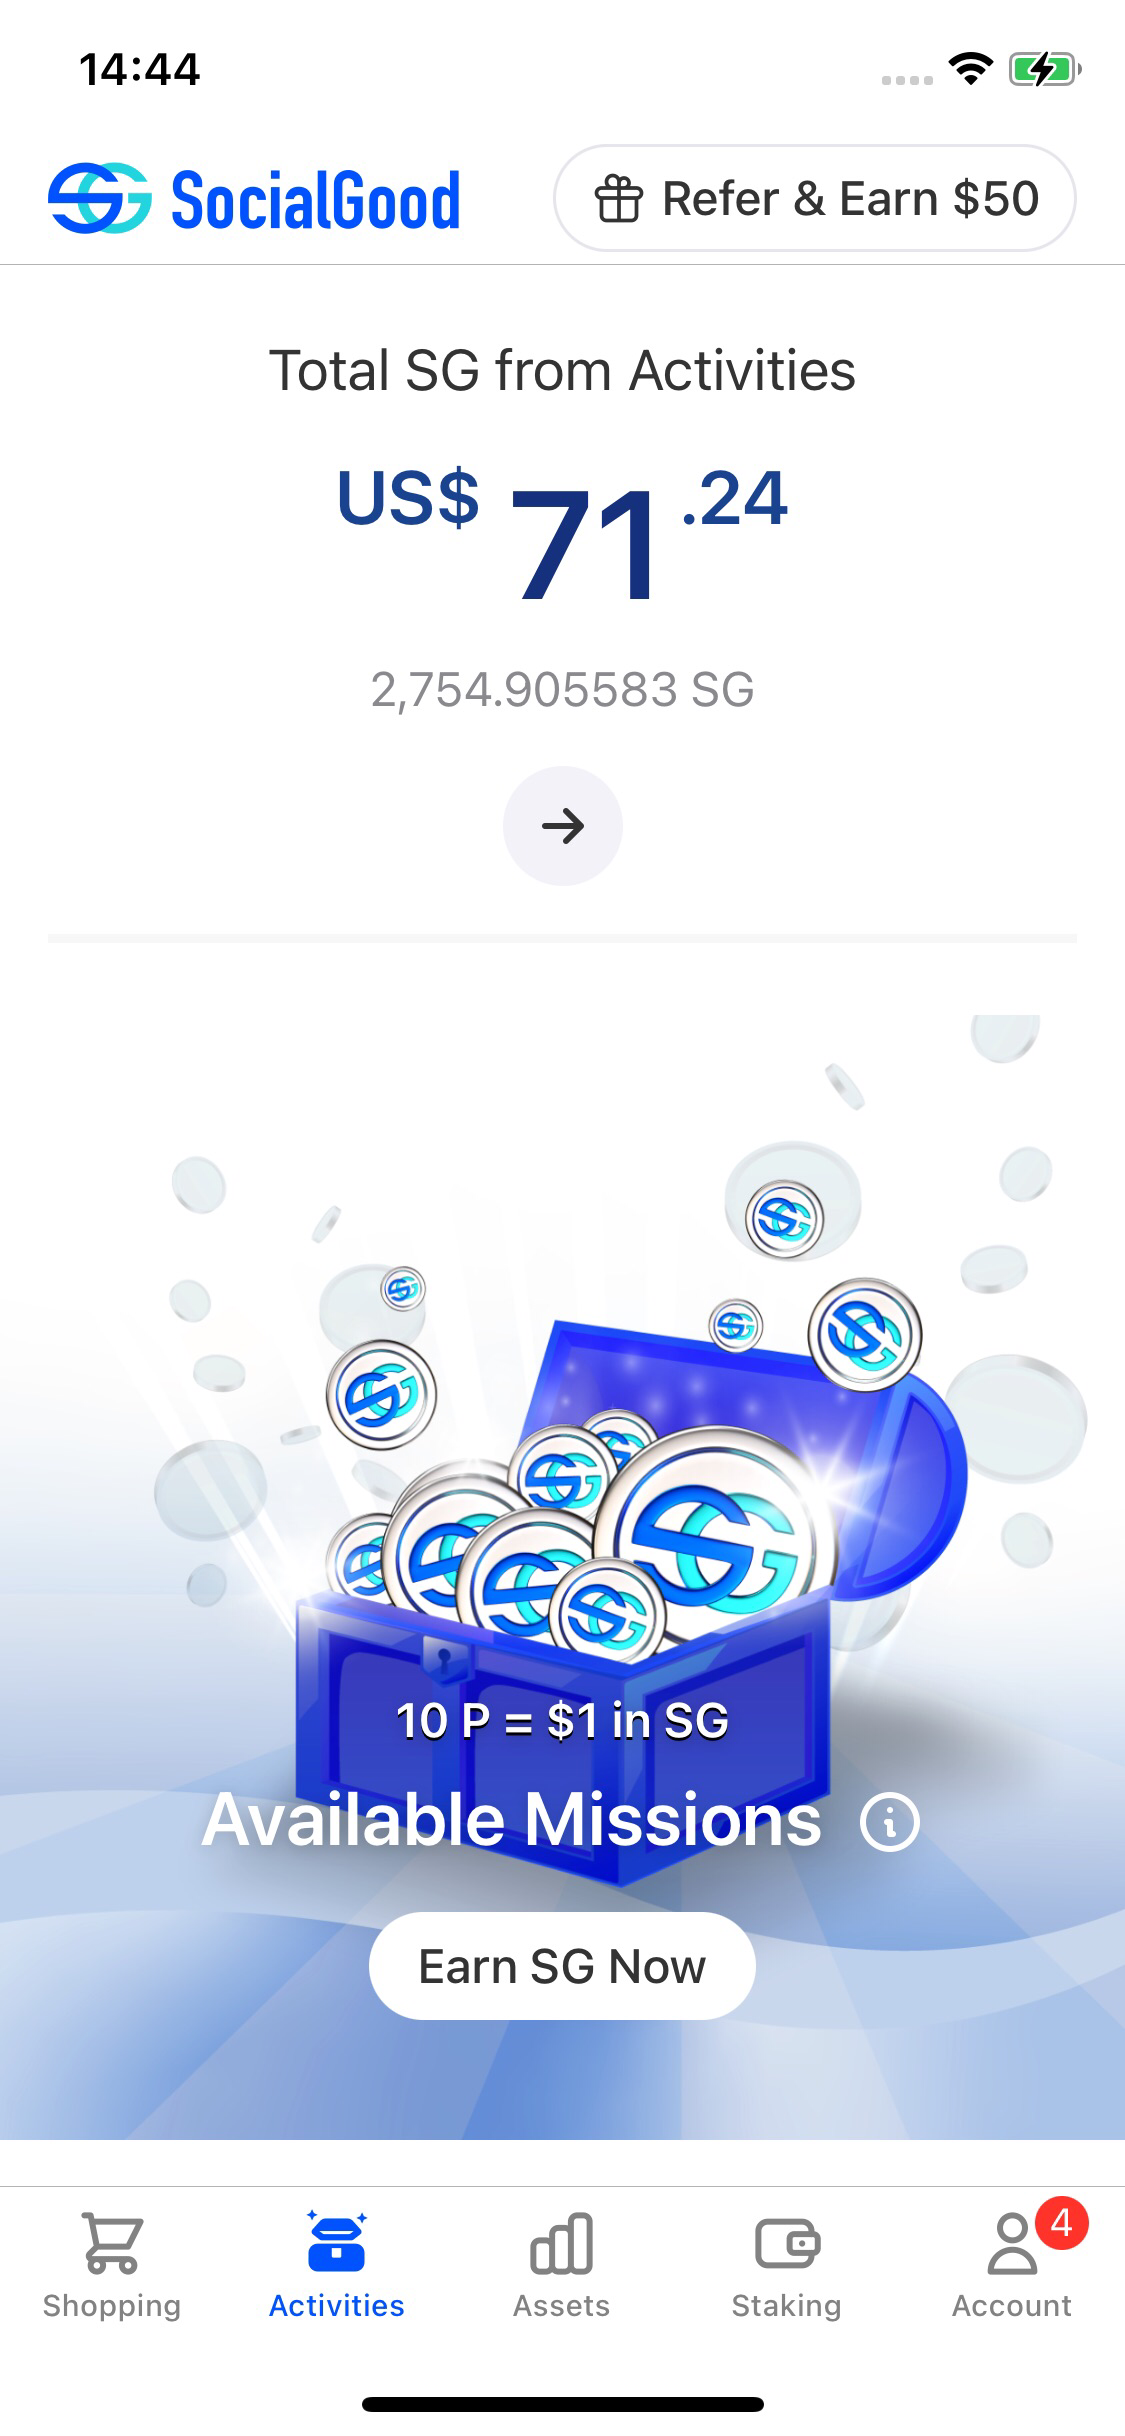 14:44
SocialGood
Refer & Earn $50
Total SG from Activities
US$ 71.24
2,754.905583 SG
10 P = $1 in SG
Available Missions
Earn SG Now
4
Shopping
Activities
Assets
Staking
Account